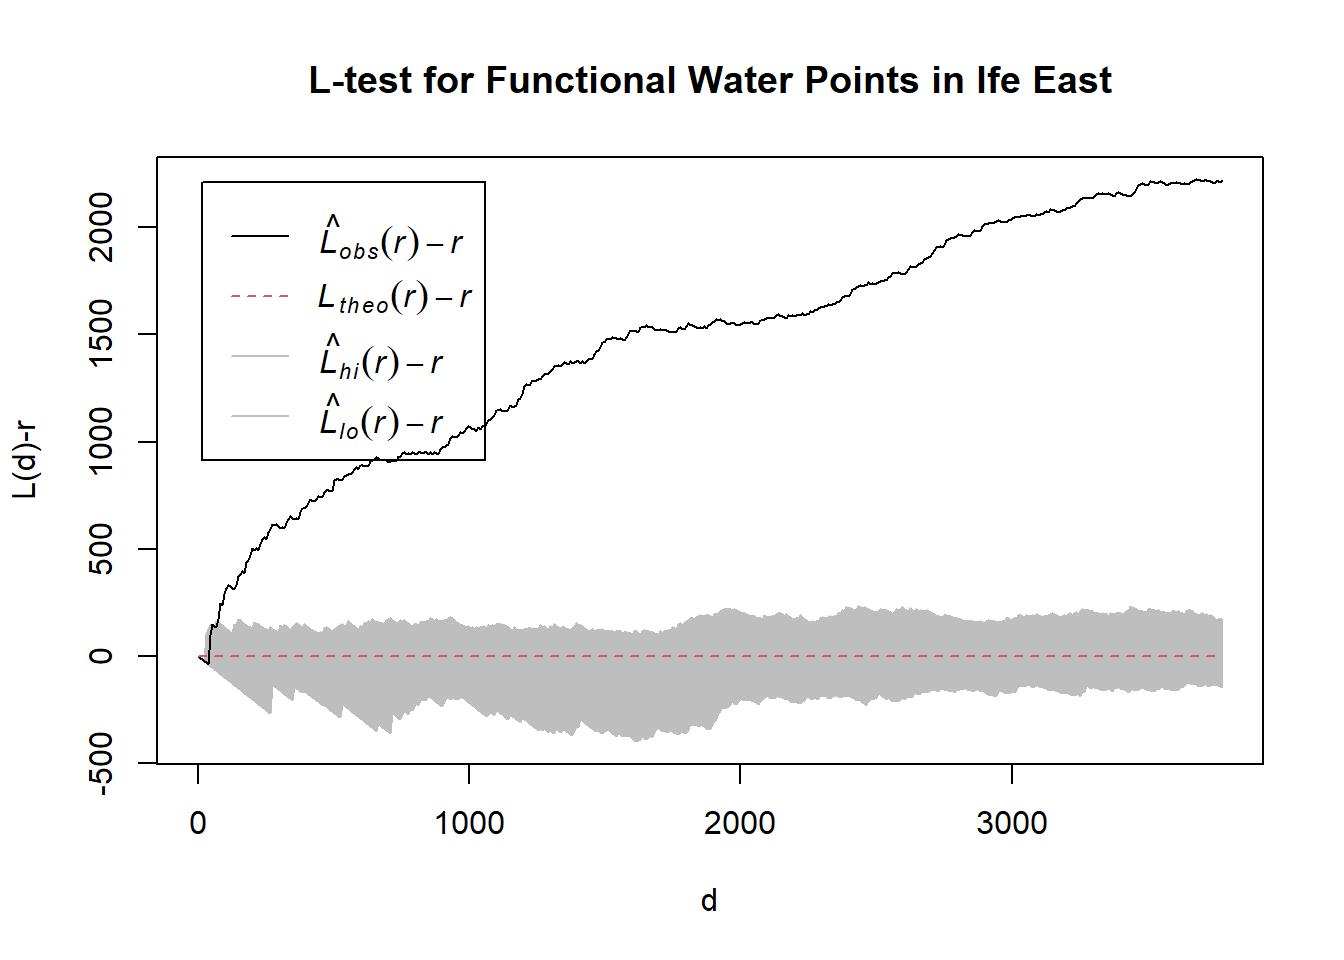 L-test for Functional Water Points in Ife East
L̂obs(r) – r
Ltheo(r) – r
L̂hi(r) – r
L̂lo(r) – r
L(d)-r
2000
1500
1000
500
0
-500
0 1000 2000 3000
d